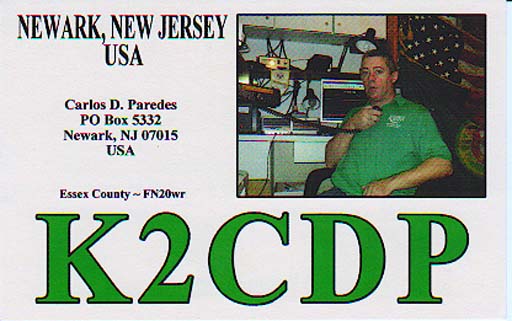 NEWARK, NEW JERSEY
USA
Carlos D. Paredes
PO Box 5332
Newark, NJ 07015
USA
Essex County ~ FN20wr
K2CDP